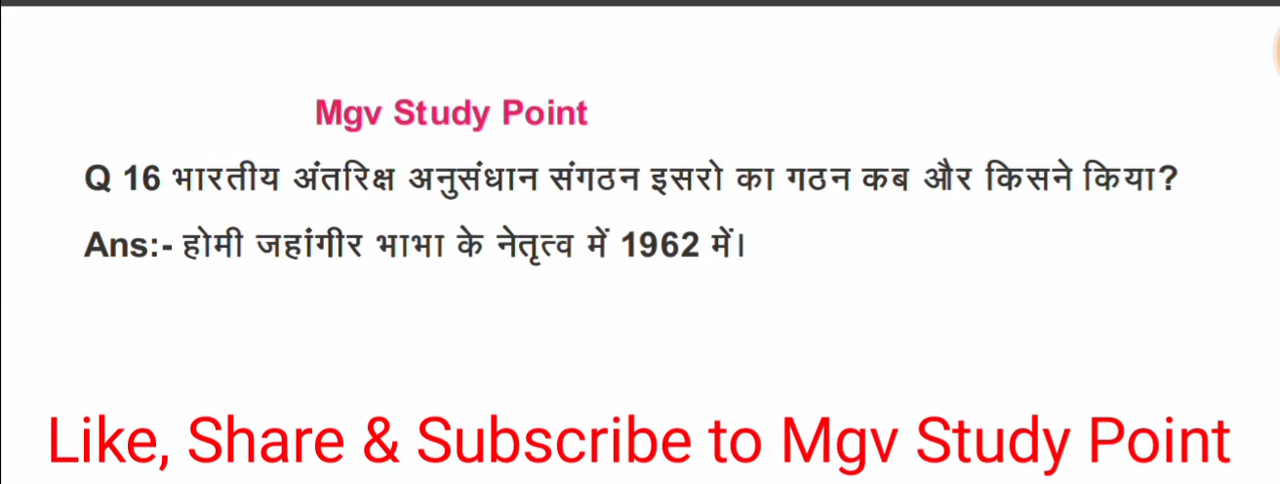 Mgv Study Point
Q 16 भारतीय अंतरिक्ष अनुसंधान संगठन इसरो का गठन कब और किसने किया?
Ans:- होमी जहांगीर भाभा के नेतृत्व में 1962 में।
Like, Share & Subscribe to Mgv Study Point